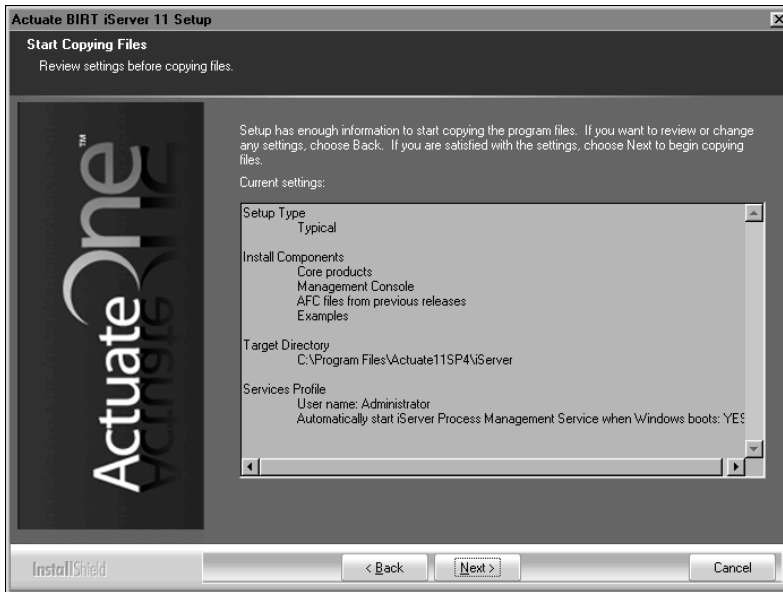 Actuate BIRT iServer 11 Setup
Start Copying Files
Review settings before copying files.
ActuateOne™
Setup has enough information to start copying the program files. If you want to review or change
any settings, choose Back. If you are satisfied with the settings, choose Next to begin copying
files.
Current settings:
Setup Type
Typical
Install Components
Core products
Management Console
AFC files from previous releases
Examples
Target Directory
C:\Program Files\Actuate11SP4\iServer
Services Profile
User name: Administrator
Automatically start iServer Process Management Service when Windows boots: YES
InstallShield
< Back
Next >
Cancel